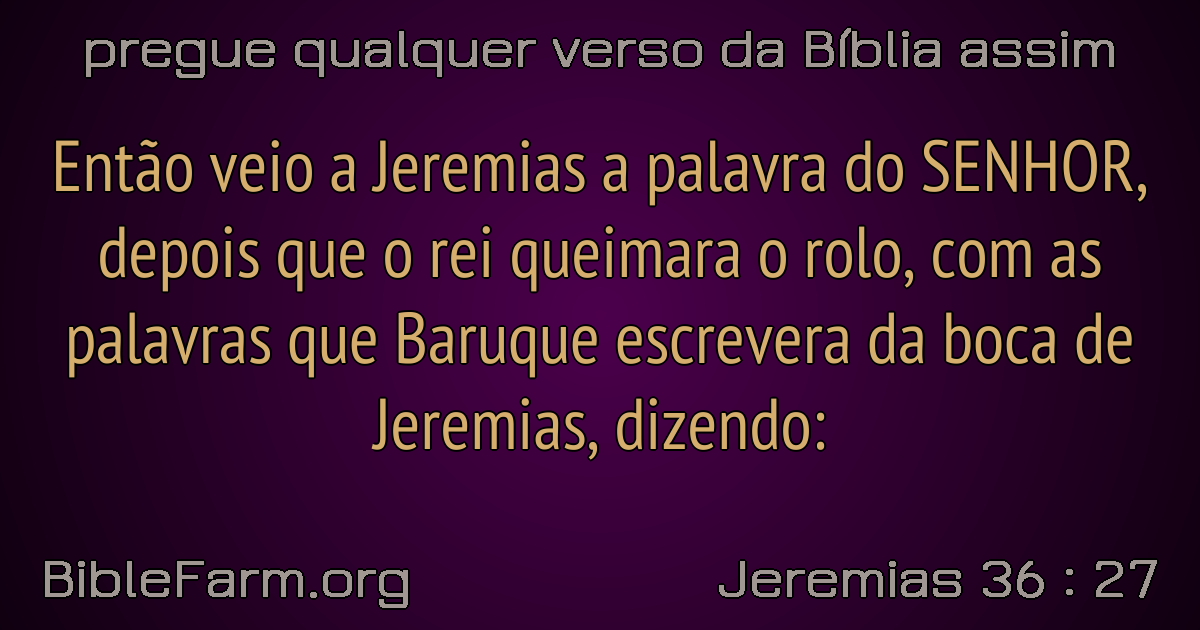 pregue qualquer verso da Bíblia assim
Então veio a Jeremias a palavra do SENHOR,
depois que o rei queimara o rolo, com as
palavras que Baruque escrevera da boca de
Jeremias, dizendo:
BibleFarm.org
Jeremias 36 : 27